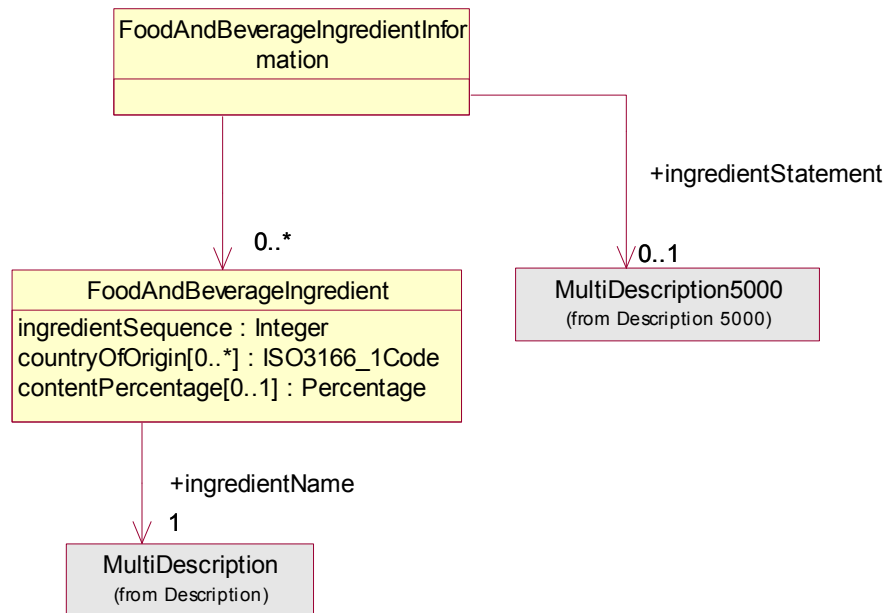 FoodAndBeverageIngredientInfor
mation
+ingredientStatement
0..*
0..1
FoodAndBeverageIngredient
ingredientSequence : Integer
countryOfOrigin[0..*] : ISO3166_1Code
contentPercentage[0..1] : Percentage
MultiDescription5000
(from Description 5000)
+ingredientName
1
MultiDescription
(from Description)